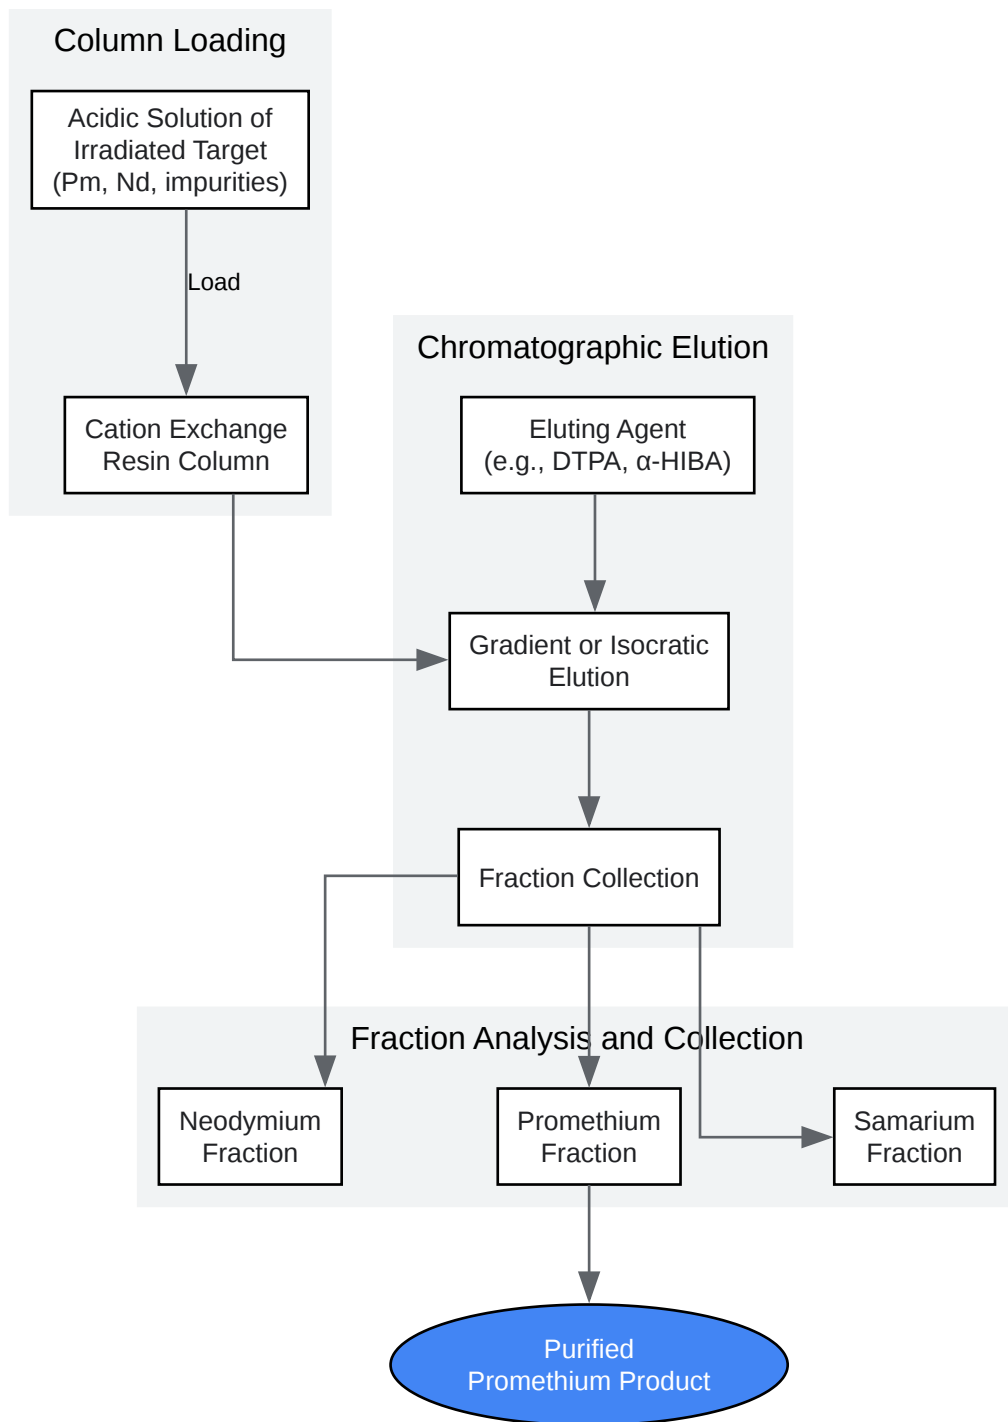 Column Loading
Acidic Solution of
Irradiated Target
(Pm, Nd, impurities)
Load
Cation Exchange
Resin Column
Chromatographic Elution
Eluting Agent
(e.g., DTPA, α-HIBA)
Gradient or Isocratic
Elution
Fraction Collection
Fraction Analysis and Collection
Neodymium
Fraction
Promethium
Fraction
Samarium
Fraction
Purified
Promethium Product